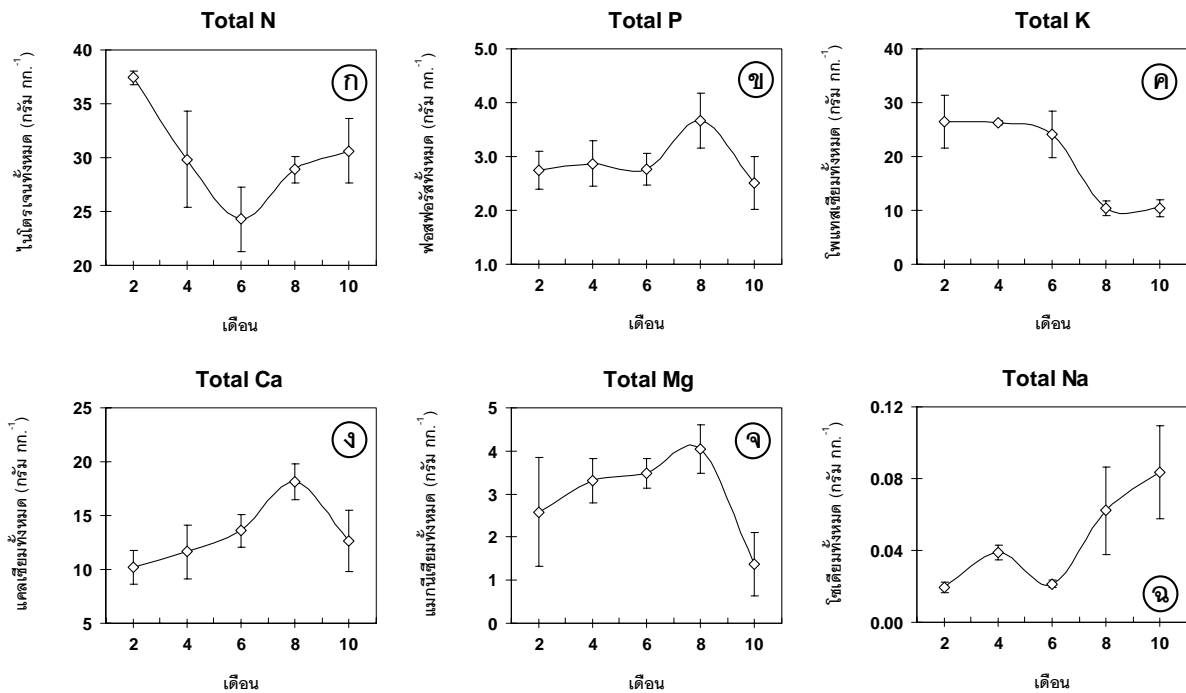 Total N
ไนโตรเจนทั้งหมด (กรัม กก.-1)
40
35
30
25
20
ก
2 4 6 8 10
เดือน
Total P
ฟอสฟอรัสทั้งหมด (กรัม กก.-1)
5.0
4.0
3.0
2.0
1.0
ข
2 4 6 8 10
เดือน
Total K
โพแทสเซียมทั้งหมด (กรัม กก.-1)
40
30
20
10
0
ค
2 4 6 8 10
เดือน
Total Ca
แคลเซียมทั้งหมด (กรัม กก.-1)
25
20
15
10
5
ง
2 4 6 8 10
เดือน
Total Mg
แมกนีเซียมทั้งหมด (กรัม กก.-1)
5
4
3
2
1
0
จ
2 4 6 8 10
เดือน
Total Na
โซเดียมทั้งหมด (กรัม กก.-1)
0.12
0.08
0.04
0.00
ฉ
2 4 6 8 10
เดือน